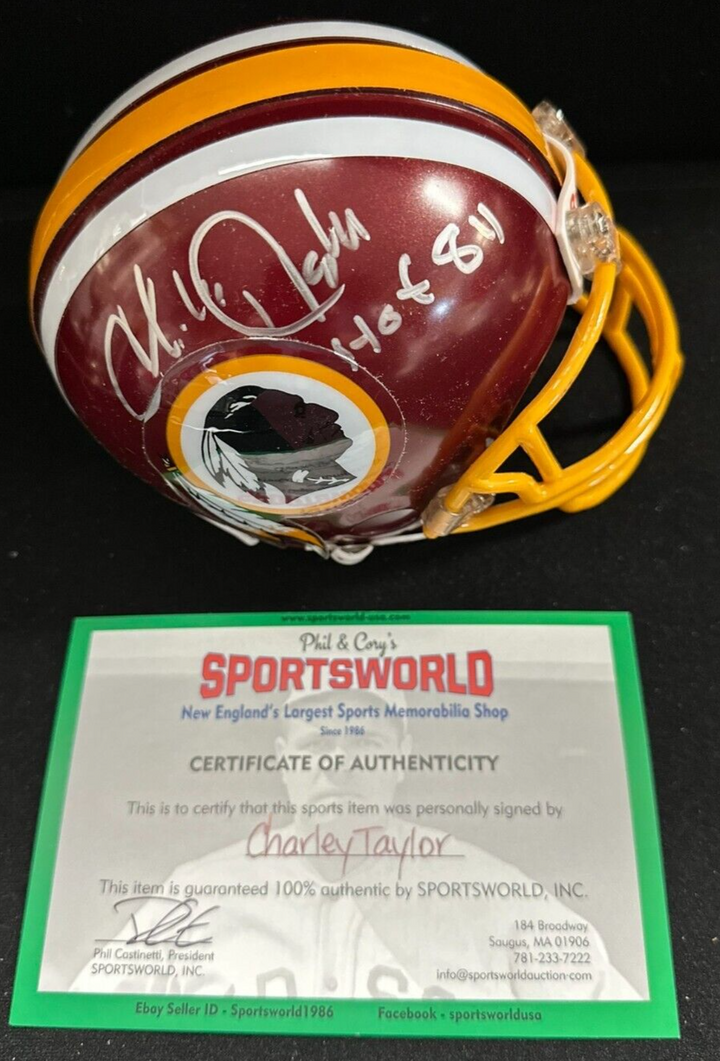 HOF 84
www.sportsworld-usa.com
Phil & Cory's
SPORTSWORLD
New England's Largest Sports Memorabilia Shop
Since 1986
CERTIFICATE OF AUTHENTICITY
This is to certify that this sports item was personally signed by
Charley Taylor
This item is guaranteed 100% authentic by SPORTSWORLD, INC.
Phil Castinetti, President
SPORTSWORLD, INC.
184 Broadway
Saugus, MA 01906
781-233-7222
info@sportsworldauction.com
Ebay Seller ID - Sportsworld1986 Facebook - sportsworldusa